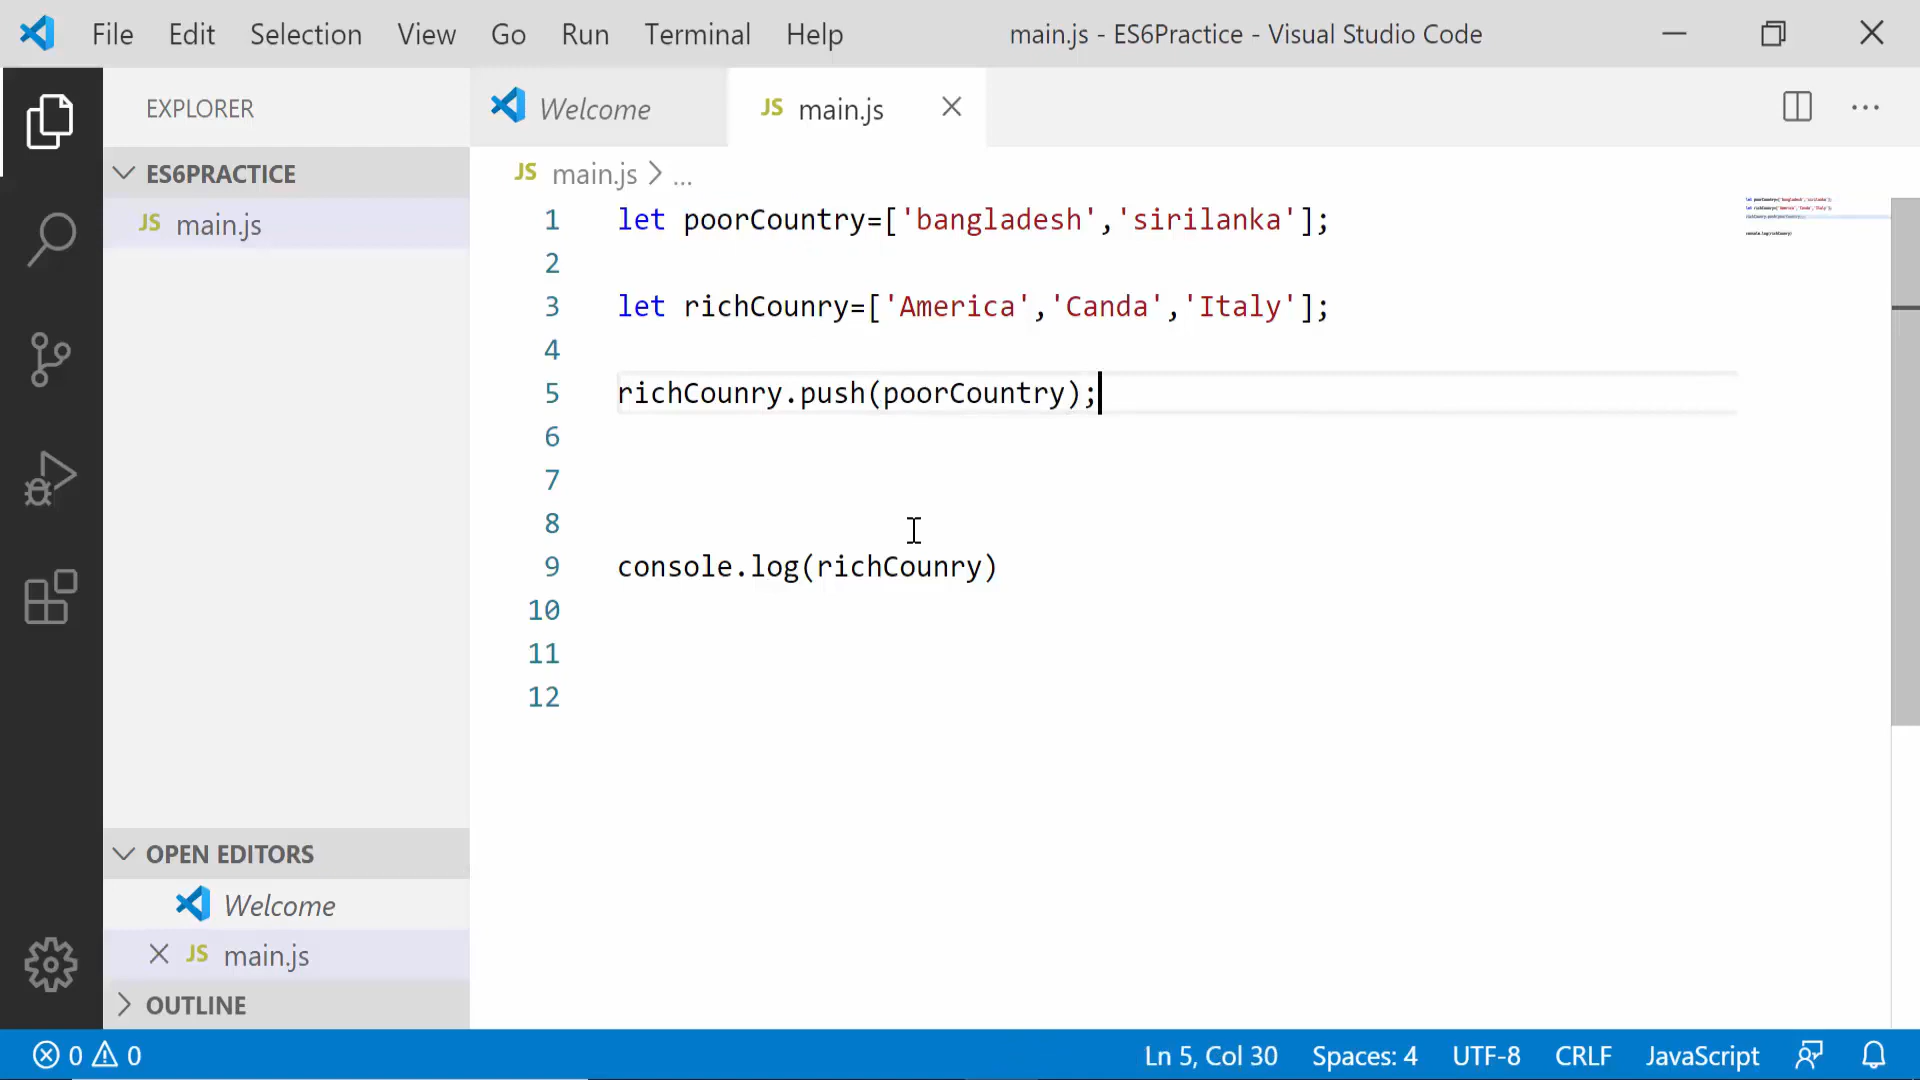 File Edit Selection View Go Run Terminal Help main.js - ES6Practice - Visual Studio Code
EXPLORER
ES6PRACTICE
JS main.js
OPEN EDITORS
Welcome
JS main.js
OUTLINE
Welcome JS main.js
JS main.js > ...
1 let poorCountry=['bangladesh','sirilanka'];
2
3 let richCounry=['America','Canda','Italy'];
4
5 richCounry.push(poorCountry);
6
7
8
9 console.log(richCounry)
10
11
12
0 0 Ln 5, Col 30 Spaces: 4 UTF-8 CRLF JavaScript